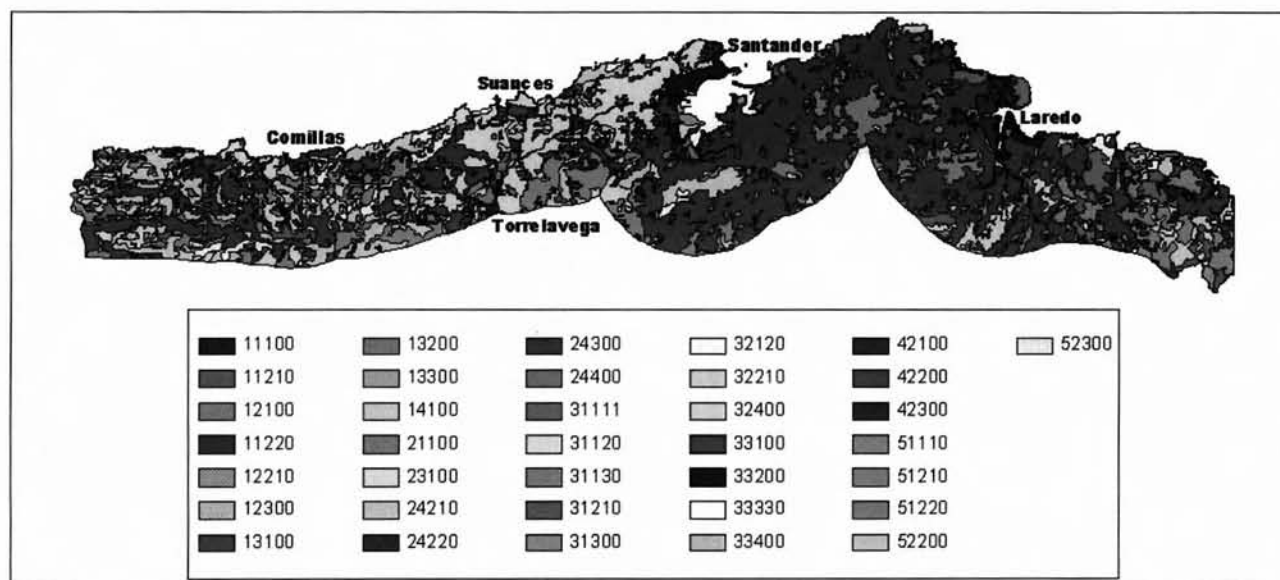 Santander
Suances
Laredo
Comillas
Torrelavega
11100 13200 24300 32120 42100 52300
11210 13300 24400 32210 42200
12100 14100 31111 32400 42300
11220 21100 31120 33100 51110
12210 23100 31130 33200 51210
12300 24210 31210 33330 51220
13100 24220 31300 33400 52200